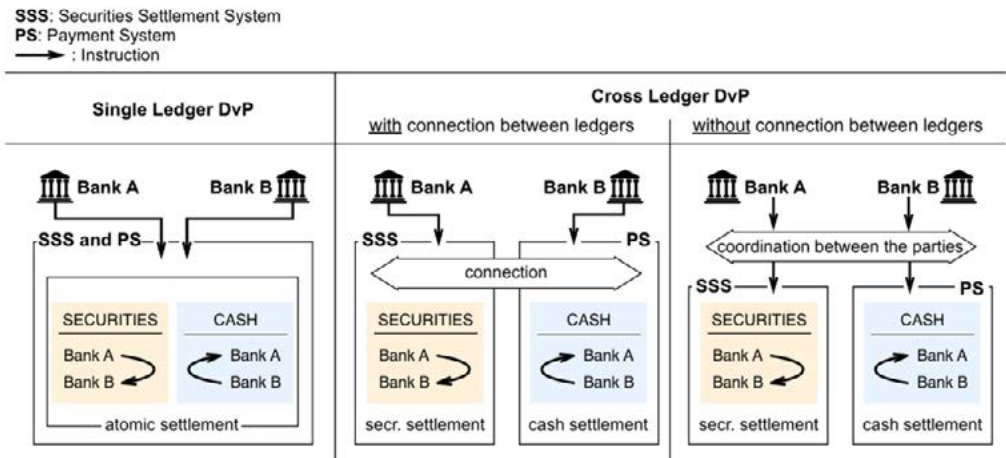 SSS: Securities Settlement System
PS: Payment System
: Instruction
Single Ledger DvP
Cross Ledger DvP
with connection between ledgers
without connection between ledgers
Bank A
Bank B
SSS and PS
SECURITIES
Bank A
Bank B
CASH
Bank A
Bank B
atomic settlement
Bank A
Bank B
SSS
PS
connection
SECURITIES
Bank A
Bank B
CASH
Bank A
Bank B
secr. settlement
cash settlement
Bank A
Bank B
coordination between the parties
SSS
PS
SECURITIES
Bank A
Bank B
CASH
Bank A
Bank B
secr. settlement
cash settlement